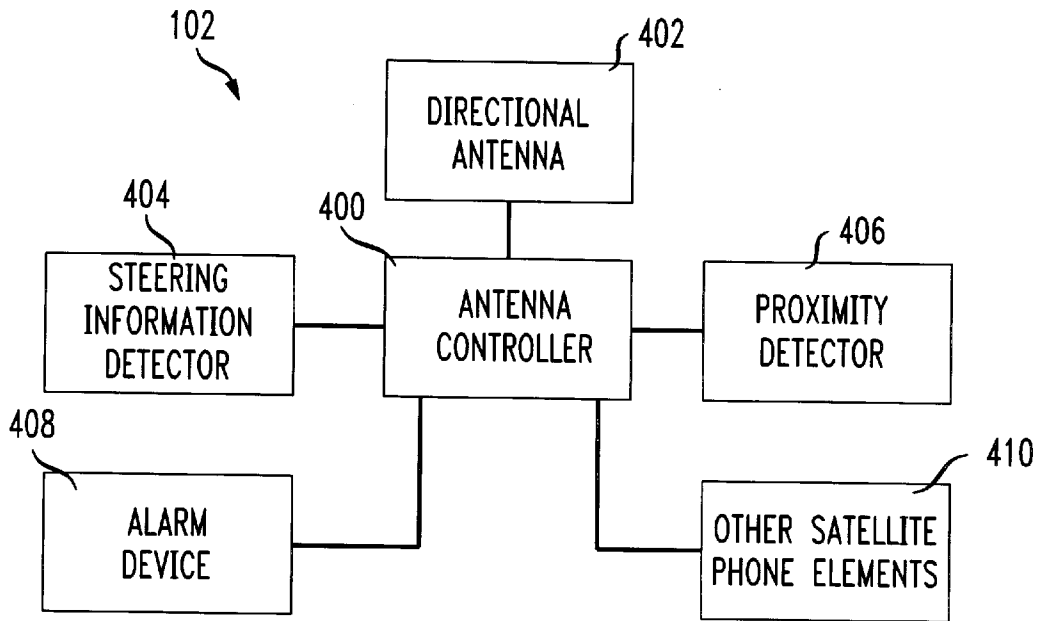 102
402
DIRECTIONAL
ANTENNA
404
400
406
STEERING
INFORMATION
DETECTOR
ANTENNA
CONTROLLER
PROXIMITY
DETECTOR
408
410
ALARM
DEVICE
OTHER SATELLITE
PHONE ELEMENTS